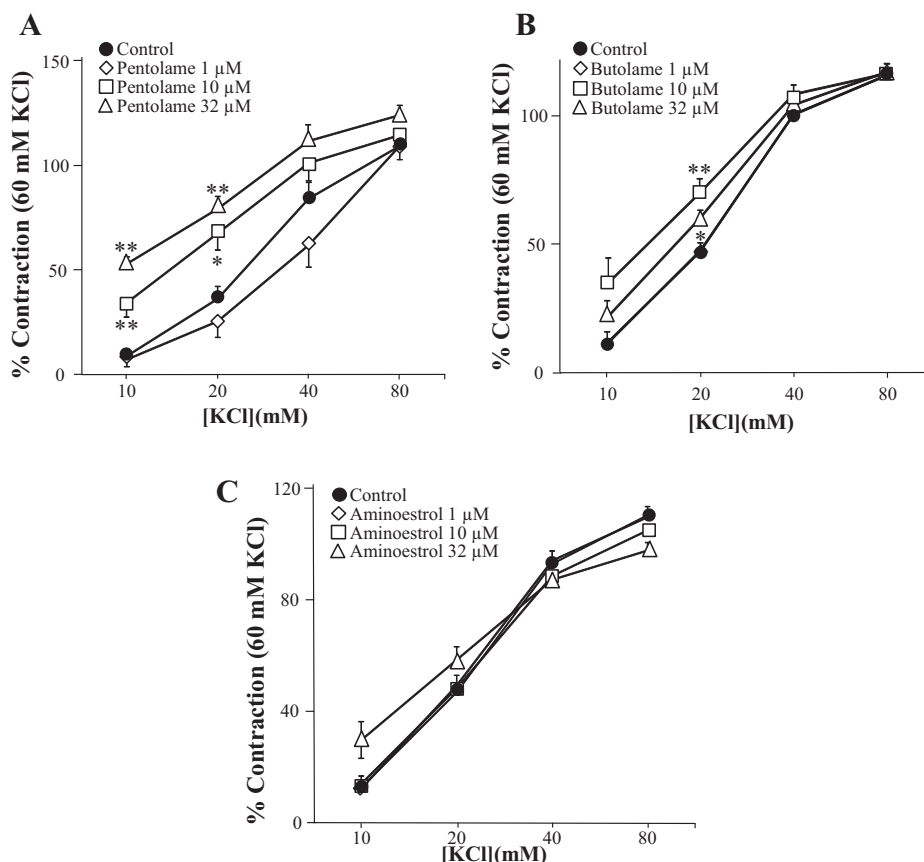 A
● Control
◇ Pentolame 1 µM
□ Pentolame 10 µM
△ Pentolame 32 µM
% Contraction (60 mM KCl)
150
100
50
0
**
**
**
*
10 20 40 80
[KCl](mM)
B
● Control
◇ Butolame 1 µM
□ Butolame 10 µM
△ Butolame 32 µM
% Contraction (60 mM KCl)
100
50
0
**
*
10 20 40 80
[KCl](mM)
C
● Control
◇ Aminoestrol 1 µM
□ Aminoestrol 10 µM
△ Aminoestrol 32 µM
% Contraction (60 mM KCl)
120
80
40
0
10 20 40 80
[KCl](mM)